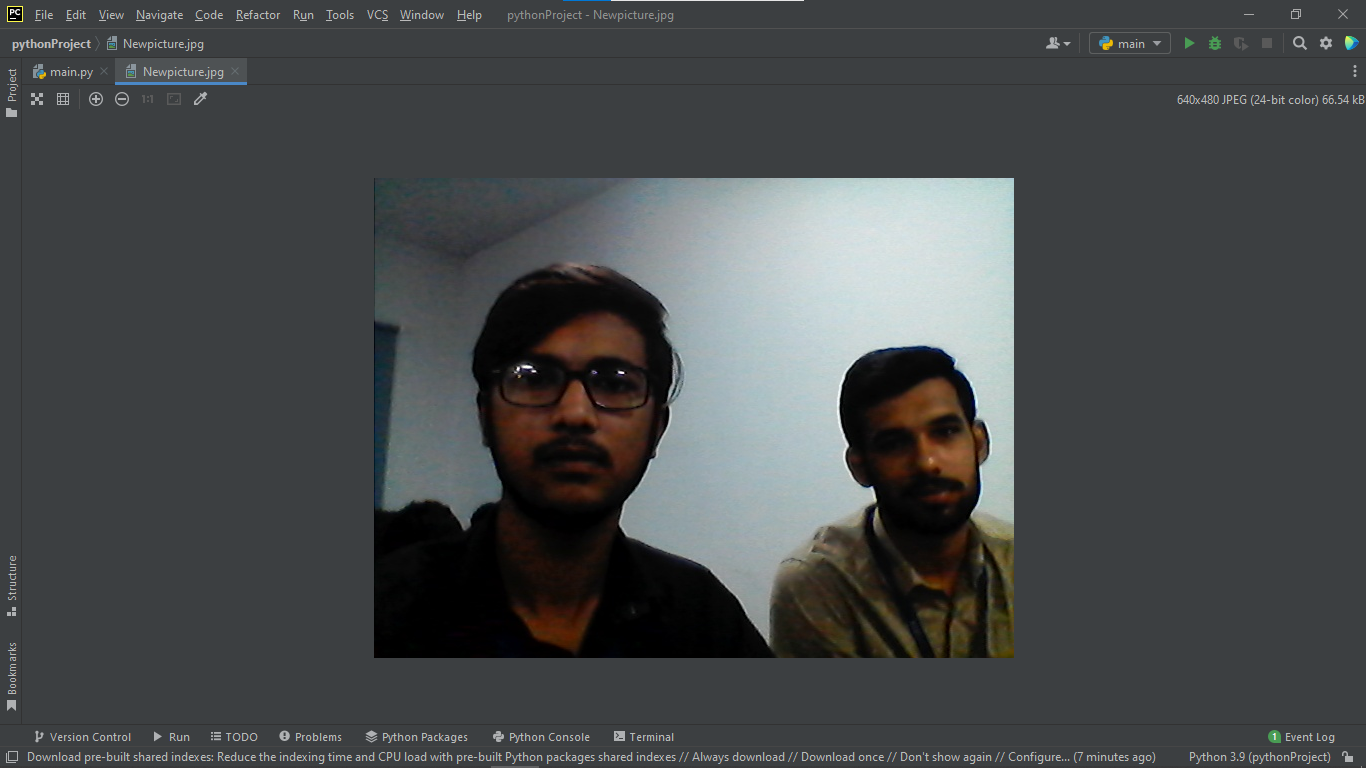 PC File Edit View Navigate Code Refactor Run Tools VCS Window Help pythonProject - Newpicture.jpg
pythonProject Newpicture.jpg main
Project
main.py Newpicture.jpg
1:1 640x480 JPEG (24-bit color) 66.54 kB
Structure
Bookmarks
Version Control Run TODO Problems Python Packages Python Console Terminal 1 Event Log
Download pre-built shared indexes: Reduce the indexing time and CPU load with pre-built Python packages shared indexes // Always download // Download once // Don't show again // Configure... (7 minutes ago) Python 3.9 (pythonProject)